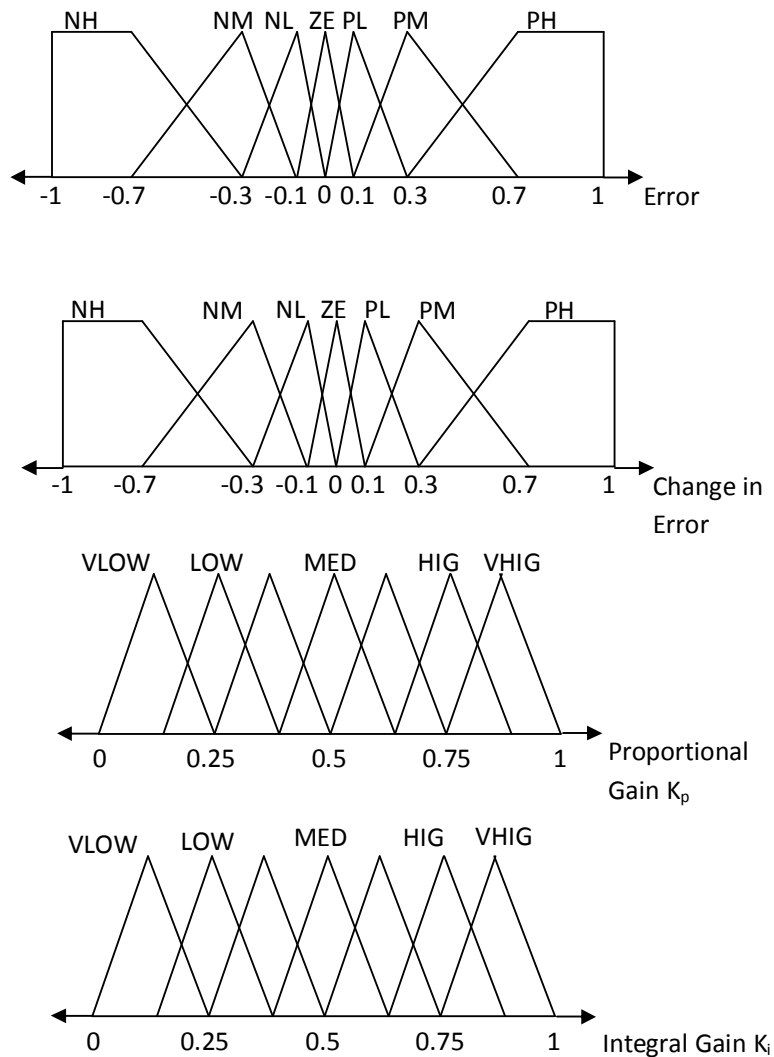 NH NM NL ZE PL PM PH
-1 -0.7 -0.3 -0.1 0 0.1 0.3 0.7 1
Error
NH NM NL ZE PL PM PH
-1 -0.7 -0.3 -0.1 0 0.1 0.3 0.7 1
Change in
Error
VLOW LOW MED HIG VHIG
0 0.25 0.5 0.75 1
Proportional
Gain Kp
VLOW LOW MED HIG VHIG
0 0.25 0.5 0.75 1
Integral Gain Ki